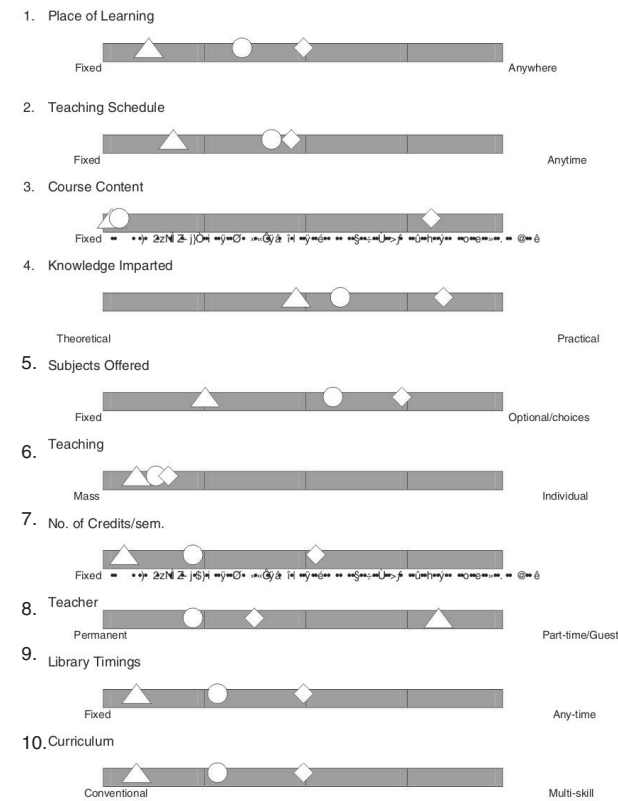 1. Place of Learning
Fixed Anywhere
2. Teaching Schedule
Fixed Anytime
3. Course Content
Fixed
4. Knowledge Imparted
Theoretical Practical
5. Subjects Offered
Fixed Optional/choices
6. Teaching
Mass Individual
7. No. of Credits/sem.
Fixed
8. Teacher
Permanent Part-time/Guest
9. Library Timings
Fixed Any-time
10. Curriculum
Conventional Multi-skill